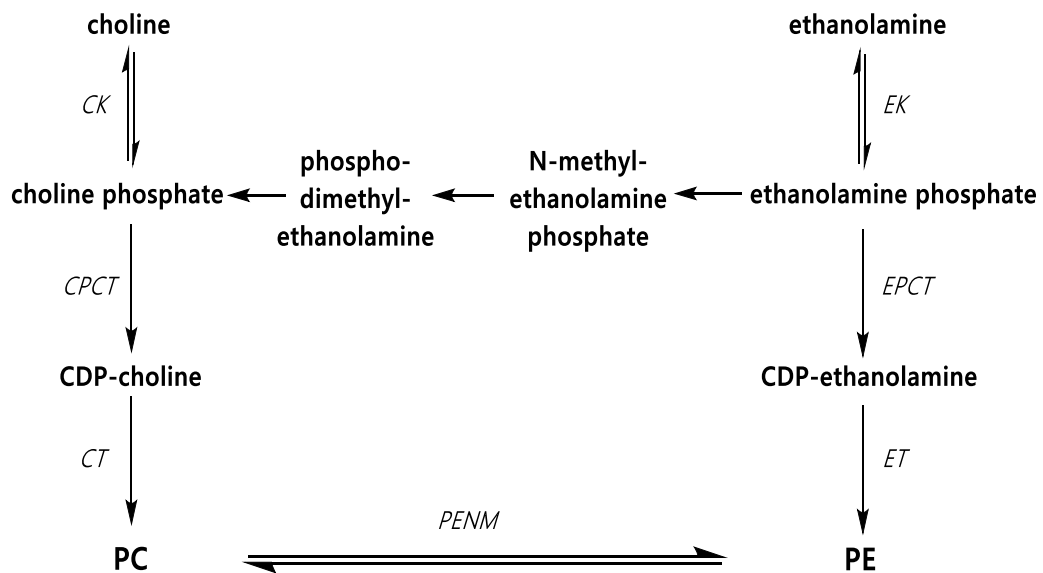 choline
ethanolamine
CK
EK
phospho-
dimethyl-
ethanolamine
N-methyl-
ethanolamine
phosphate
choline phosphate
ethanolamine phosphate
CPCT
EPCT
CDP-choline
CDP-ethanolamine
CT
ET
PENM
PC
PE